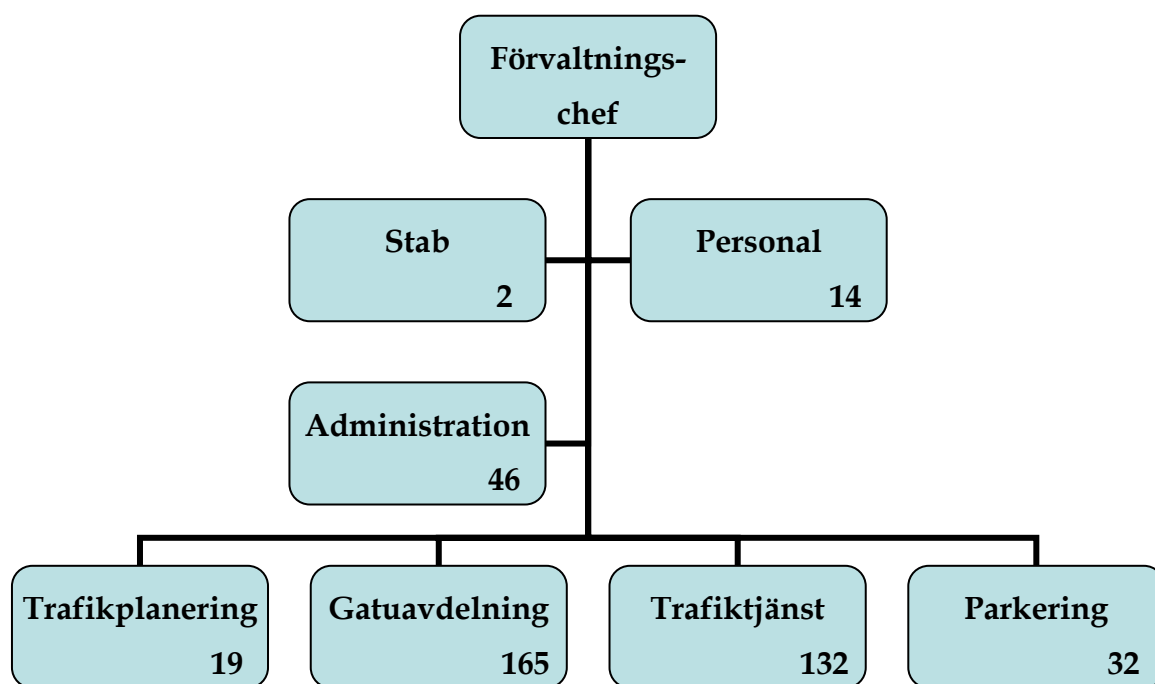 Förvaltnings-
chef
Stab
2
Personal
14
Administration
46
Trafikplanering
19
Gatuavdelning
165
Trafiktjänst
132
Parkering
32